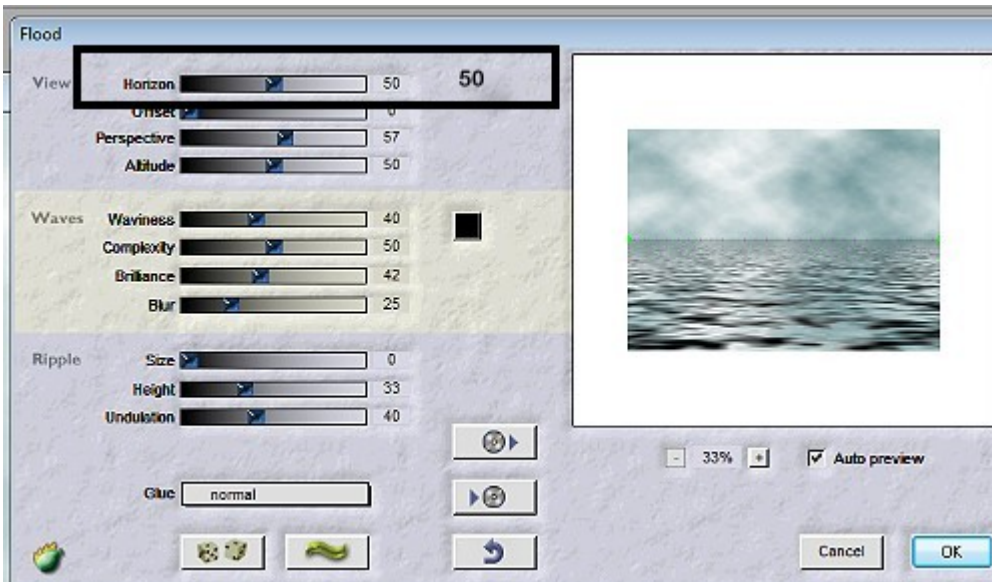 Flood
View Horizon 50 50
Offset 0
Perspective 57
Altitude 50
Waves Waviness 40
Complexity 50
Brilliance 42
Blur 25
Ripple Size 0
Height 33
Undulation 40
- 33% + Auto preview
Glue normal
Cancel OK